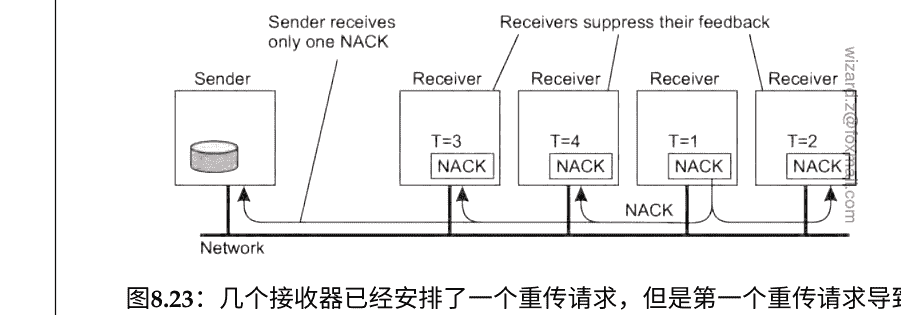 Sender receives
only one NACK
Receivers suppress their feedback
Sender
Receiver
Receiver
Receiver
Receiver
T=3
T=4
T=1
T=2
NACK
NACK
NACK
NACK
NACK
Network
wizard.z@foxmail.com
图8.23：几个接收器已经安排了一个重传请求，但是第一个重传请求导致